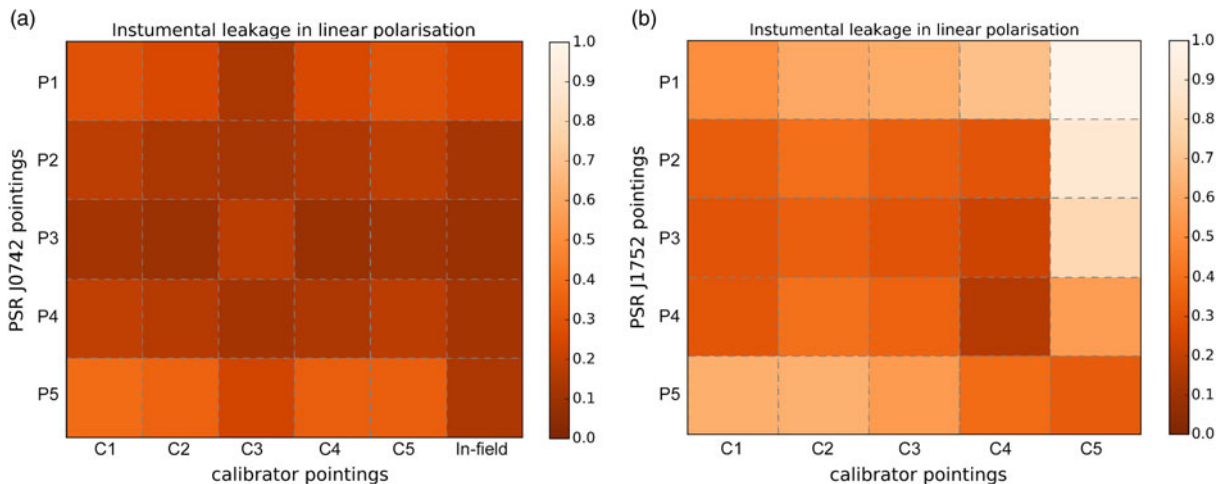 (a)
Instumental leakage in linear polarisation
PSR J0742 pointings
P1
P2
P3
P4
P5
C1 C2 C3 C4 C5 In-field
calibrator pointings
1.0
0.9
0.8
0.7
0.6
0.5
0.4
0.3
0.2
0.1
0.0
(b)
Instumental leakage in linear polarisation
PSR J1752 pointings
P1
P2
P3
P4
P5
C1 C2 C3 C4 C5
calibrator pointings
1.0
0.9
0.8
0.7
0.6
0.5
0.4
0.3
0.2
0.1
0.0